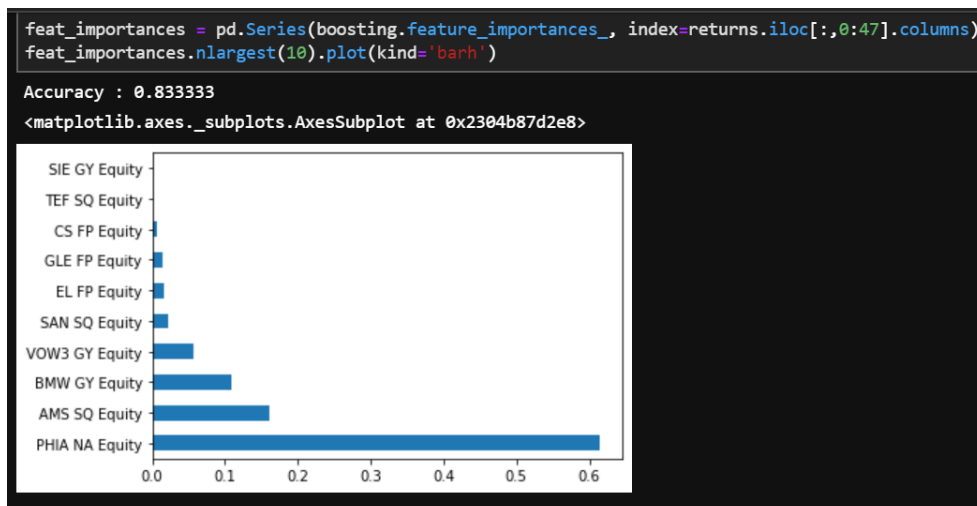 feat_importances = pd.Series(boosting.feature_importances_, index=returns.iloc[:,0:47].columns)
feat_importances.nlargest(10).plot(kind='barh')
Accuracy : 0.833333
<matplotlib.axes._subplots.AxesSubplot at 0x2304b87d2e8>
SIE GY Equity
TEF SQ Equity
CS FP Equity
GLE FP Equity
EL FP Equity
SAN SQ Equity
VOW3 GY Equity
BMW GY Equity
AMS SQ Equity
PHIA NA Equity
0.0 0.1 0.2 0.3 0.4 0.5 0.6